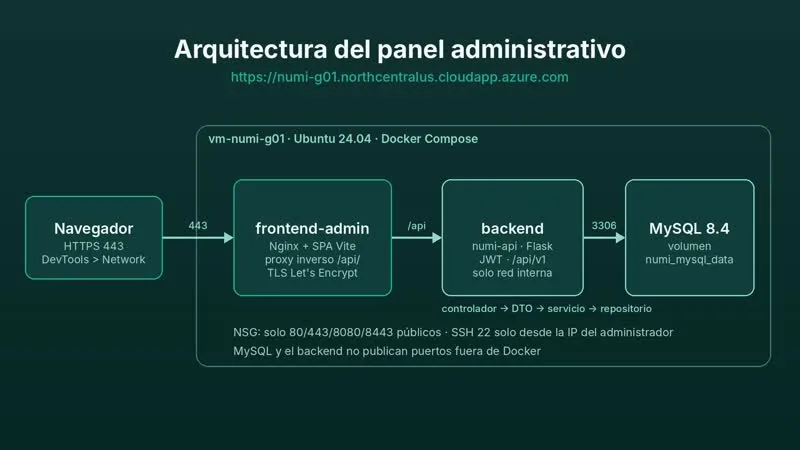 Arquitectura del panel administrativo
https://numi-g01.northcentralus.cloudapp.azure.com
vm-numi-g01 · Ubuntu 24.04 · Docker Compose
Navegador
HTTPS 443
DevTools > Network
443
frontend-admin
Nginx + SPA Vite
proxy inverso /api/
TLS Let's Encrypt
/api
backend
numi-api · Flask
JWT · /api/v1
solo red interna
3306
MySQL 8.4
volumen
numi_mysql_data
controlador → DTO → servicio → repositorio
NSG: solo 80/443/8080/8443 públicos · SSH 22 solo desde la IP del administrador
MySQL y el backend no publican puertos fuera de Docker